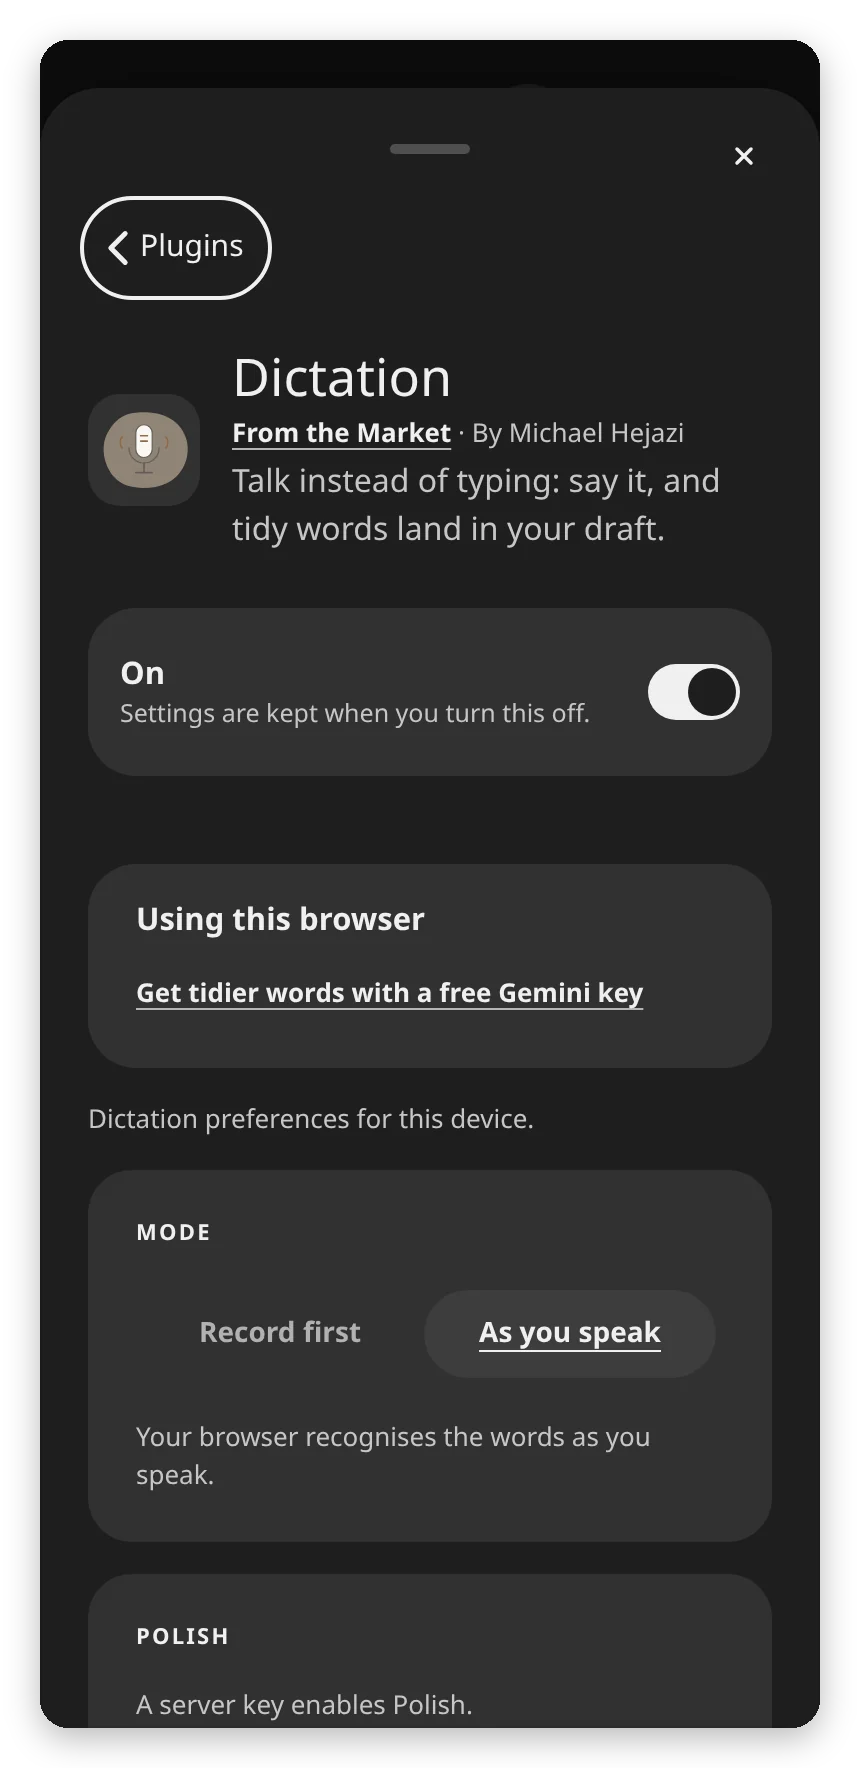 Plugins
Dictation
From the Market · By Michael Hejazi
Talk instead of typing: say it, and
tidy words land in your draft.
On
Settings are kept when you turn this off.
Using this browser
Get tidier words with a free Gemini key
Dictation preferences for this device.
MODE
Record first
As you speak
Your browser recognises the words as you
speak.
POLISH
A server key enables Polish.